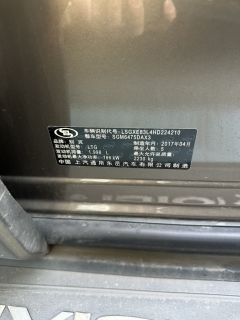 车辆识别代号:LSGXE83L4HD224210
整车型号:SGM6475DAX3
品牌:别克 制造年月:2017年04月
发动机型号:LTG 乘坐人数:5
发动机排量:1.998 L 最大允许总质量:2230 kg
发动机最大净功率:186 kW
中国 上汽通用东岳汽车有限公司制造